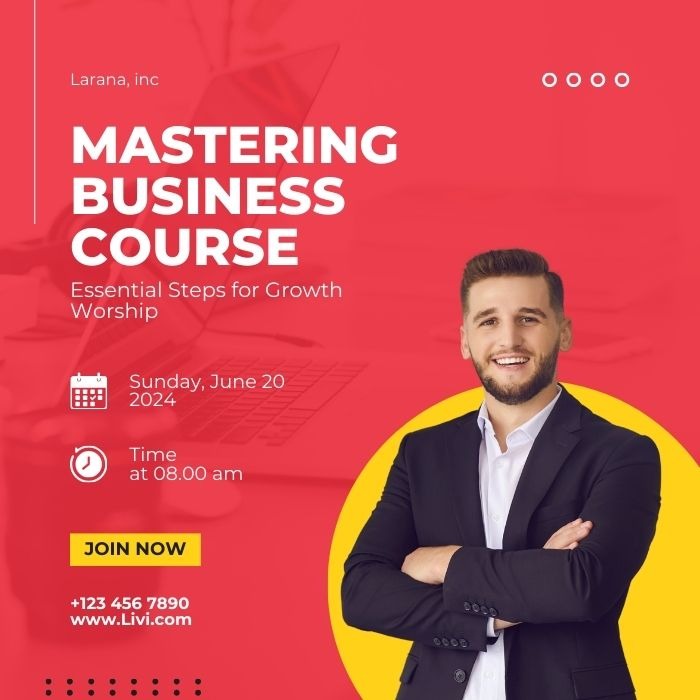 Larana, inc
MASTERING
BUSINESS
COURSE
Essential Steps for Growth
Worship
Sunday, June 20
2024
Time
at 08.00 am
JOIN NOW
+123 456 7890
www.Livi.com